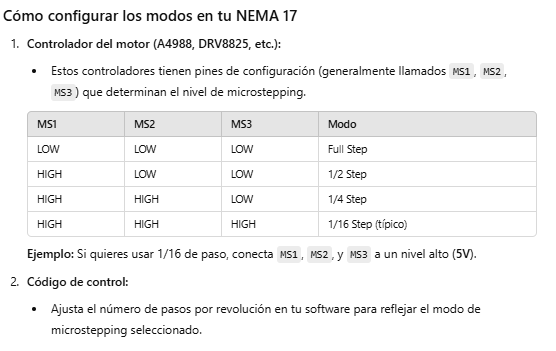 Cómo configurar los modos en tu NEMA 17
1. Controlador del motor (A4988, DRV8825, etc.):
• Estos controladores tienen pines de configuración (generalmente llamados MS1, MS2,
MS3) que determinan el nivel de microstepping.
MS1 MS2 MS3 Modo
LOW LOW LOW Full Step
HIGH LOW LOW 1/2 Step
HIGH HIGH LOW 1/4 Step
HIGH HIGH HIGH 1/16 Step (típico)
Ejemplo: Si quieres usar 1/16 de paso, conecta MS1, MS2, y MS3 a un nivel alto (5V).
2. Código de control:
• Ajusta el número de pasos por revolución en tu software para reflejar el modo de
microstepping seleccionado.